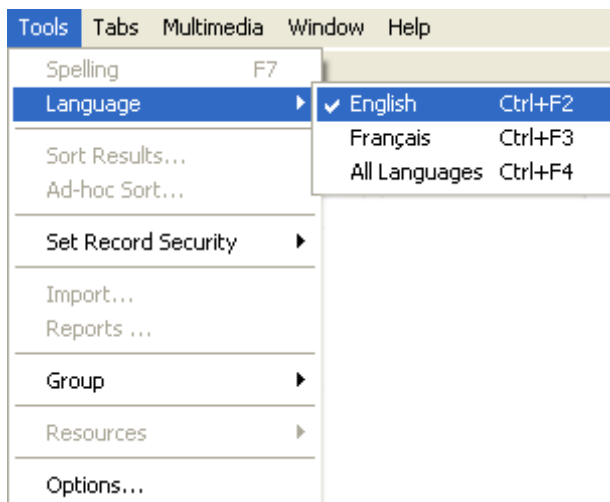 Tools Tabs Multimedia Window Help
Spelling F7
Language
English Ctrl+F2
Français Ctrl+F3
All Languages Ctrl+F4
Sort Results...
Ad-hoc Sort...
Set Record Security
Import...
Reports ...
Group
Resources
Options...